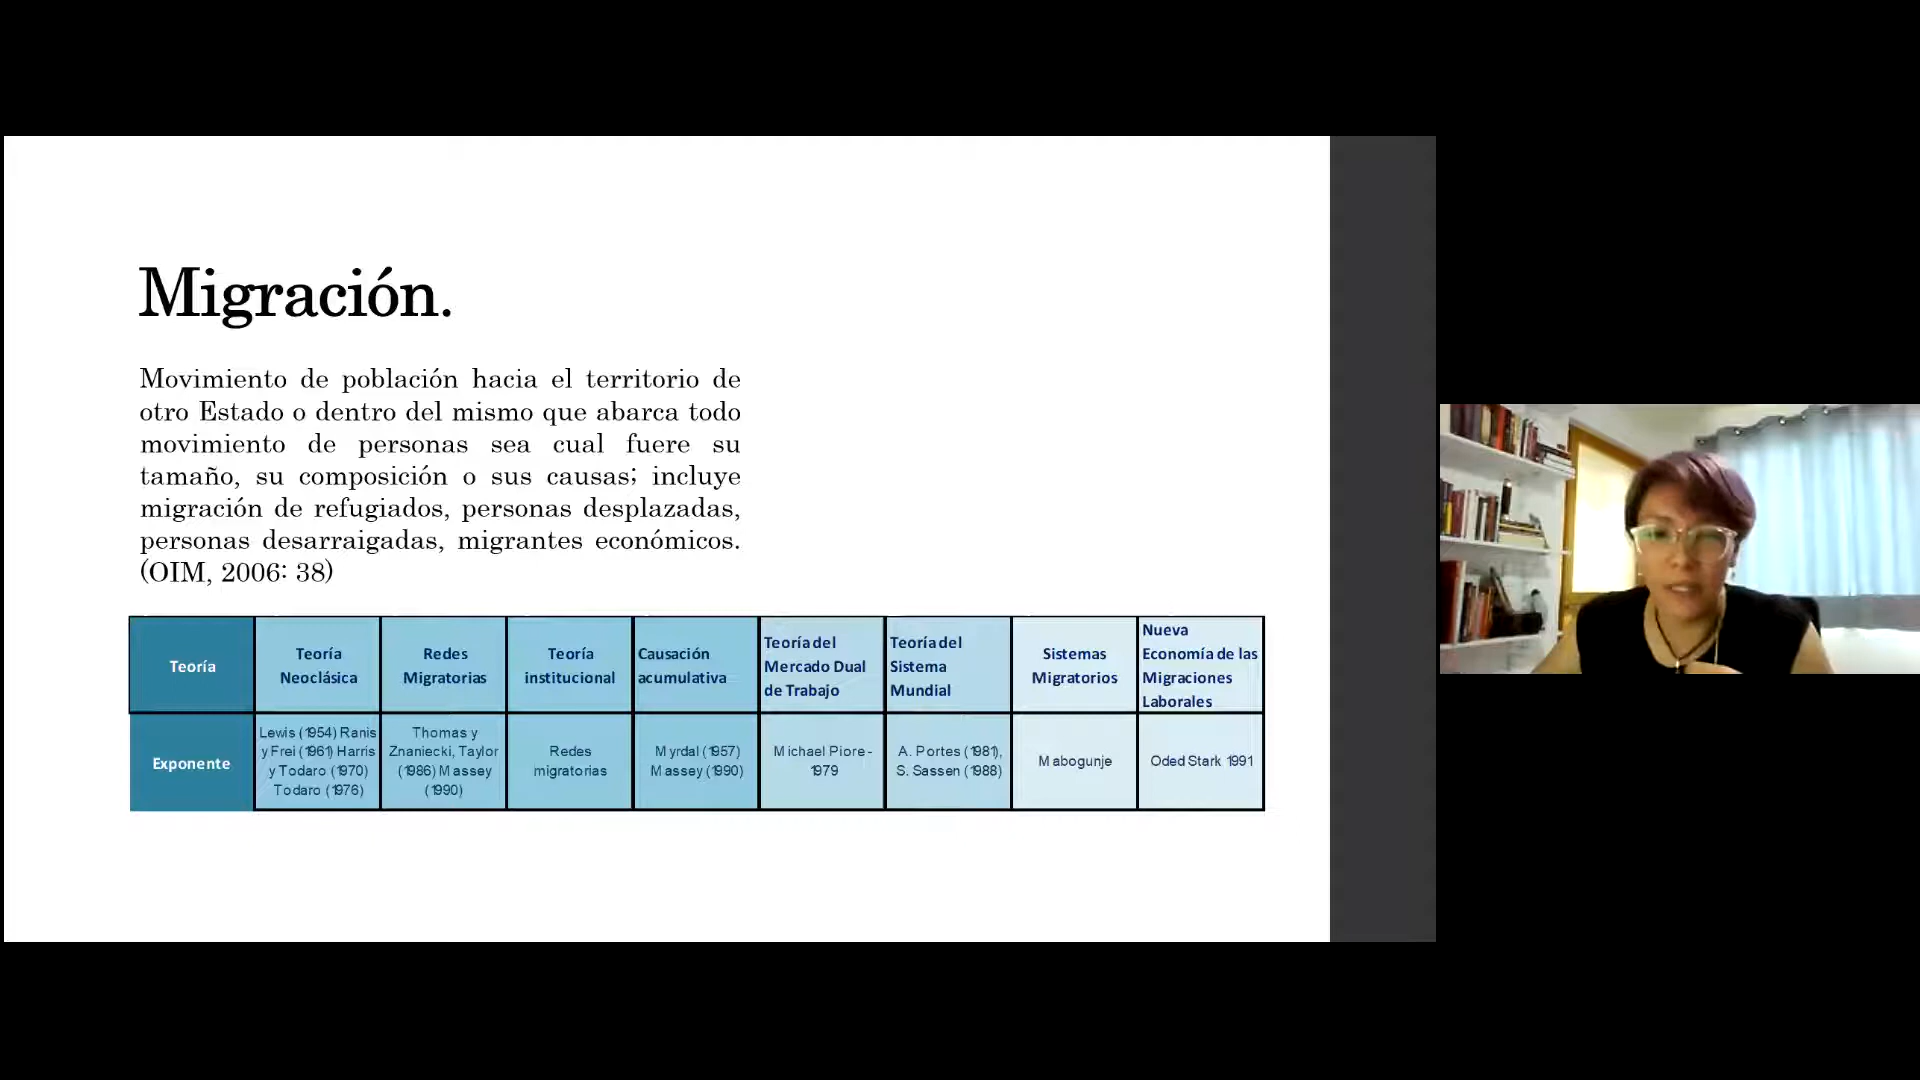 Migración.
Movimiento de población hacia el territorio de
otro Estado o dentro del mismo que abarca todo
movimiento de personas sea cual fuere su
tamaño, su composición o sus causas; incluye
migración de refugiados, personas desplazadas,
personas desarraigadas, migrantes económicos.
(OIM, 2006: 38)
Teoría
Teoría
Neoclásica
Redes
Migratorias
Teoría
institucional
Causación
acumulativa
Teoría del
Mercado Dual
de Trabajo
Teoría del
Sistema
Mundial
Sistemas
Migratorios
Nueva
Economía de las
Migraciones
Laborales
Exponente
Lewis (1954) Ranis
y Frei (1961) Harris
y Todaro (1970)
Todaro (1976)
Thomas y
Znaniecki, Taylor
(1986) Massey
(1990)
Redes
migratorias
Myrdal (1957)
Massey (1990)
Michael Piore-
1979
A. Portes (1981),
S. Sassen (1988)
Mabogunje
Oded Stark 1991